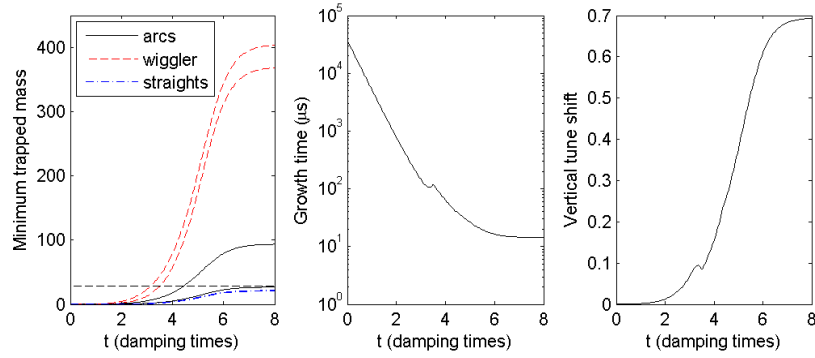 Minimum trapped mass
400
300
200
100
0
arcs
wiggler
straights
0 2 4 6 8
t (damping times)
Growth time (μs)
10^5
10^4
10^3
10^2
10^1
10^0
0 2 4 6 8
t (damping times)
Vertical tune shift
0.7
0.6
0.5
0.4
0.3
0.2
0.1
0
0 2 4 6 8
t (damping times)